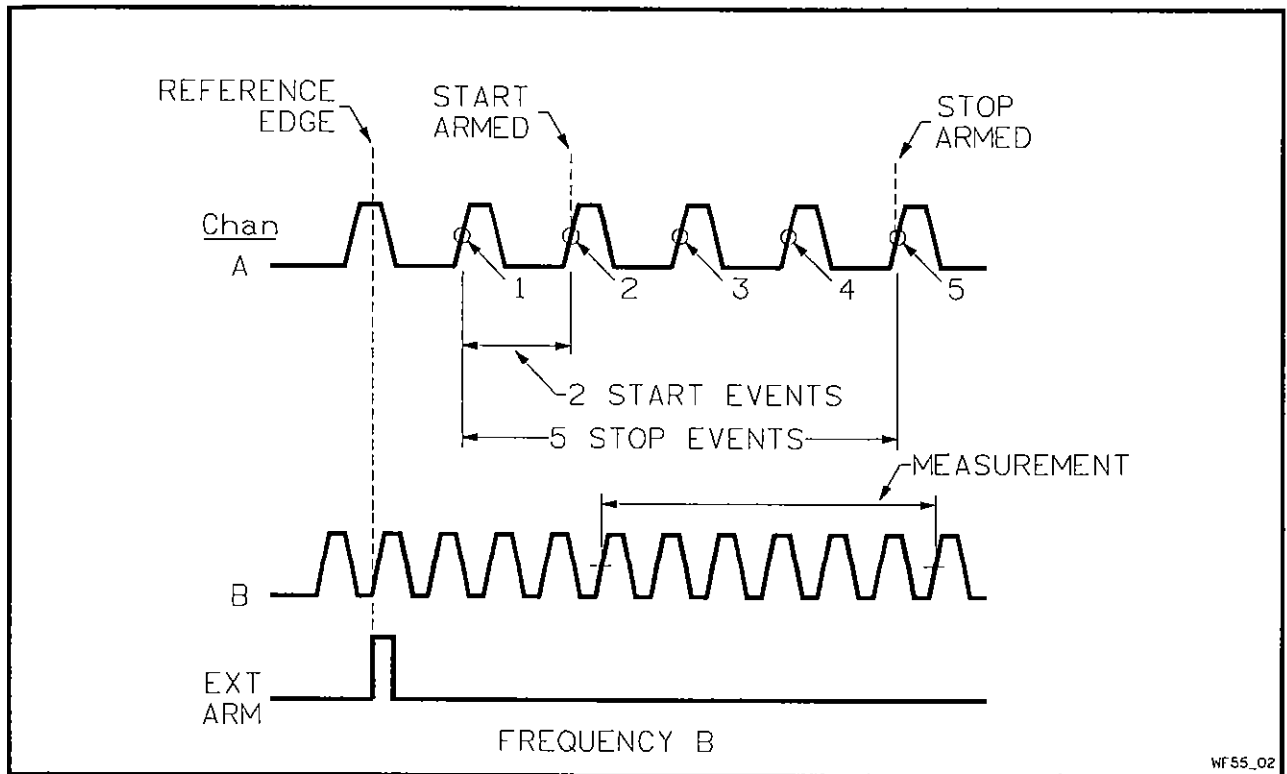 REFERENCE
EDGE
START
ARMED
STOP
ARMED
Chan
A
1
2
3
4
5
2 START EVENTS
5 STOP EVENTS
MEASUREMENT
B
EXT
ARM
FREQUENCY B
WF55_02